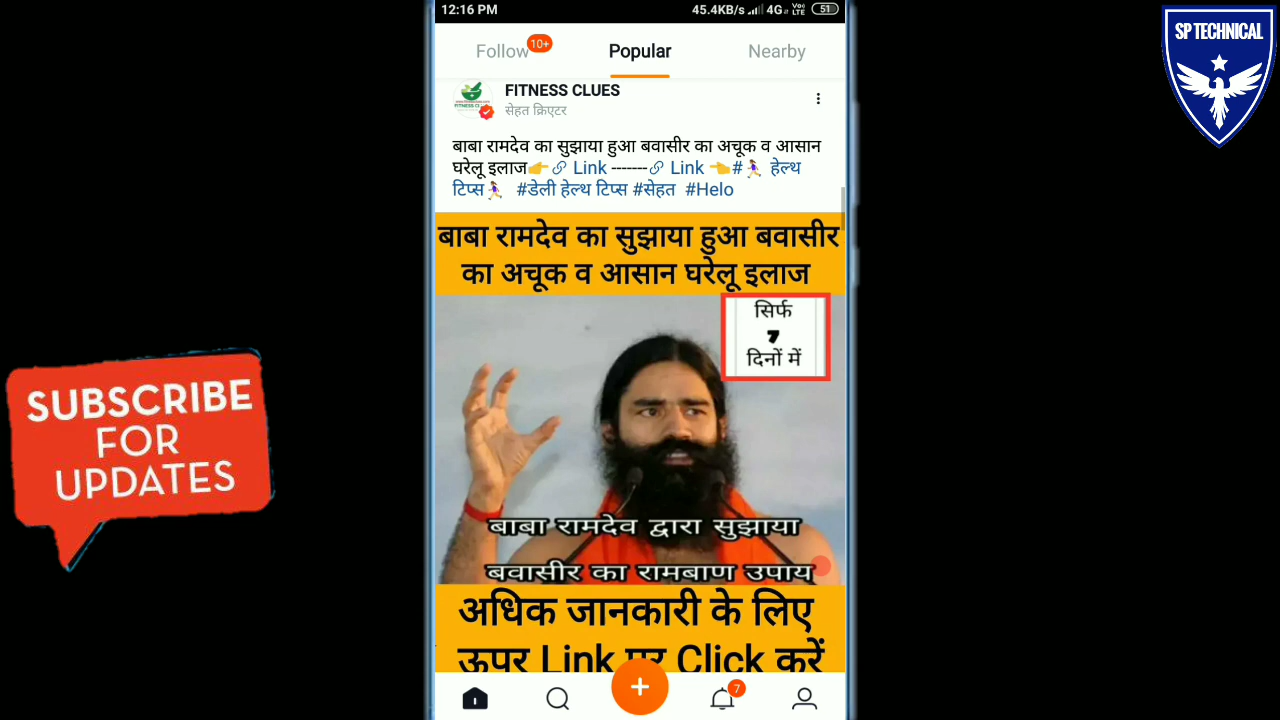 12:16 PM 45.4KB/s 4G Vo LTE 51
SP TECHNICAL
Follow 10+ Popular Nearby
FITNESS CLUES
सेहत क्रिएटर
बाबा रामदेव का सुझाया हुआ बवासीर का अचूक व आसान
घरेलू इलाज👉🔗 Link -------🔗 Link 👈#🏃‍♀️ हेल्थ
टिप्स🏃‍♀️ #डेली हेल्थ टिप्स #सेहत #Helo
बाबा रामदेव का सुझाया हुआ बवासीर
का अचूक व आसान घरेलू इलाज
सिर्फ
7
दिनों में
SUBSCRIBE
FOR
UPDATES
बाबा रामदेव द्वारा सुझाया
बवासीर का रामबाण उपाय
अधिक जानकारी के लिए
ऊपर Link पर Click करें
7